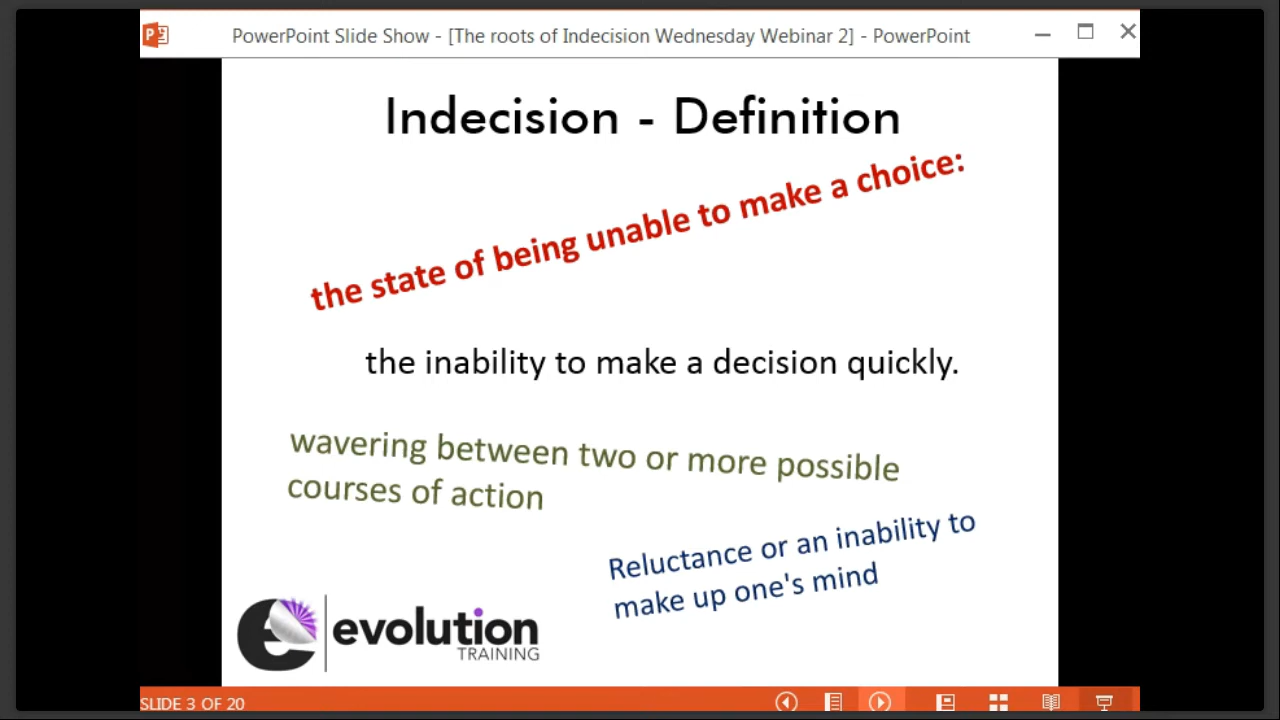 PowerPoint Slide Show - [The roots of Indecision Wednesday Webinar 2] - PowerPoint
Indecision - Definition
the state of being unable to make a choice:
the inability to make a decision quickly.
wavering between two or more possible
courses of action
Reluctance or an inability to
make up one's mind
evolution
TRAINING
SLIDE 3 OF 20